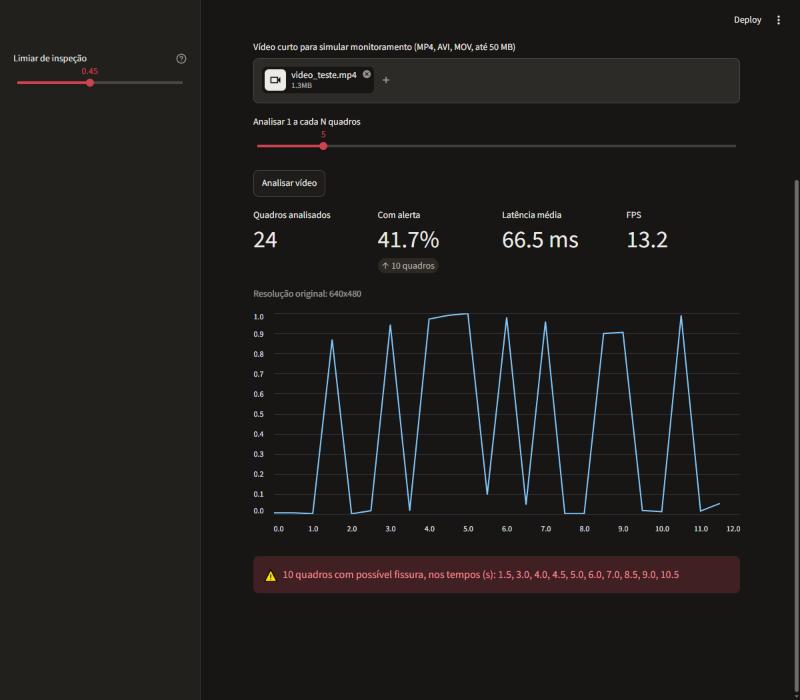 Deploy
Limiar de inspeção
0.45
Vídeo curto para simular monitoramento (MP4, AVI, MOV, até 50 MB)
video_teste.mp4
1.3MB
Analisar 1 a cada N quadros
5
Analisar vídeo
Quadros analisados
24
Com alerta
41.7%
↑ 10 quadros
Latência média
66.5 ms
FPS
13.2
Resolução original: 640x480
1.0
0.9
0.8
0.7
0.6
0.5
0.4
0.3
0.2
0.1
0.0
0.0 1.0 2.0 3.0 4.0 5.0 6.0 7.0 8.0 9.0 10.0 11.0 12.0
10 quadros com possível fissura, nos tempos (s): 1.5, 3.0, 4.0, 4.5, 5.0, 6.0, 7.0, 8.5, 9.0, 10.5